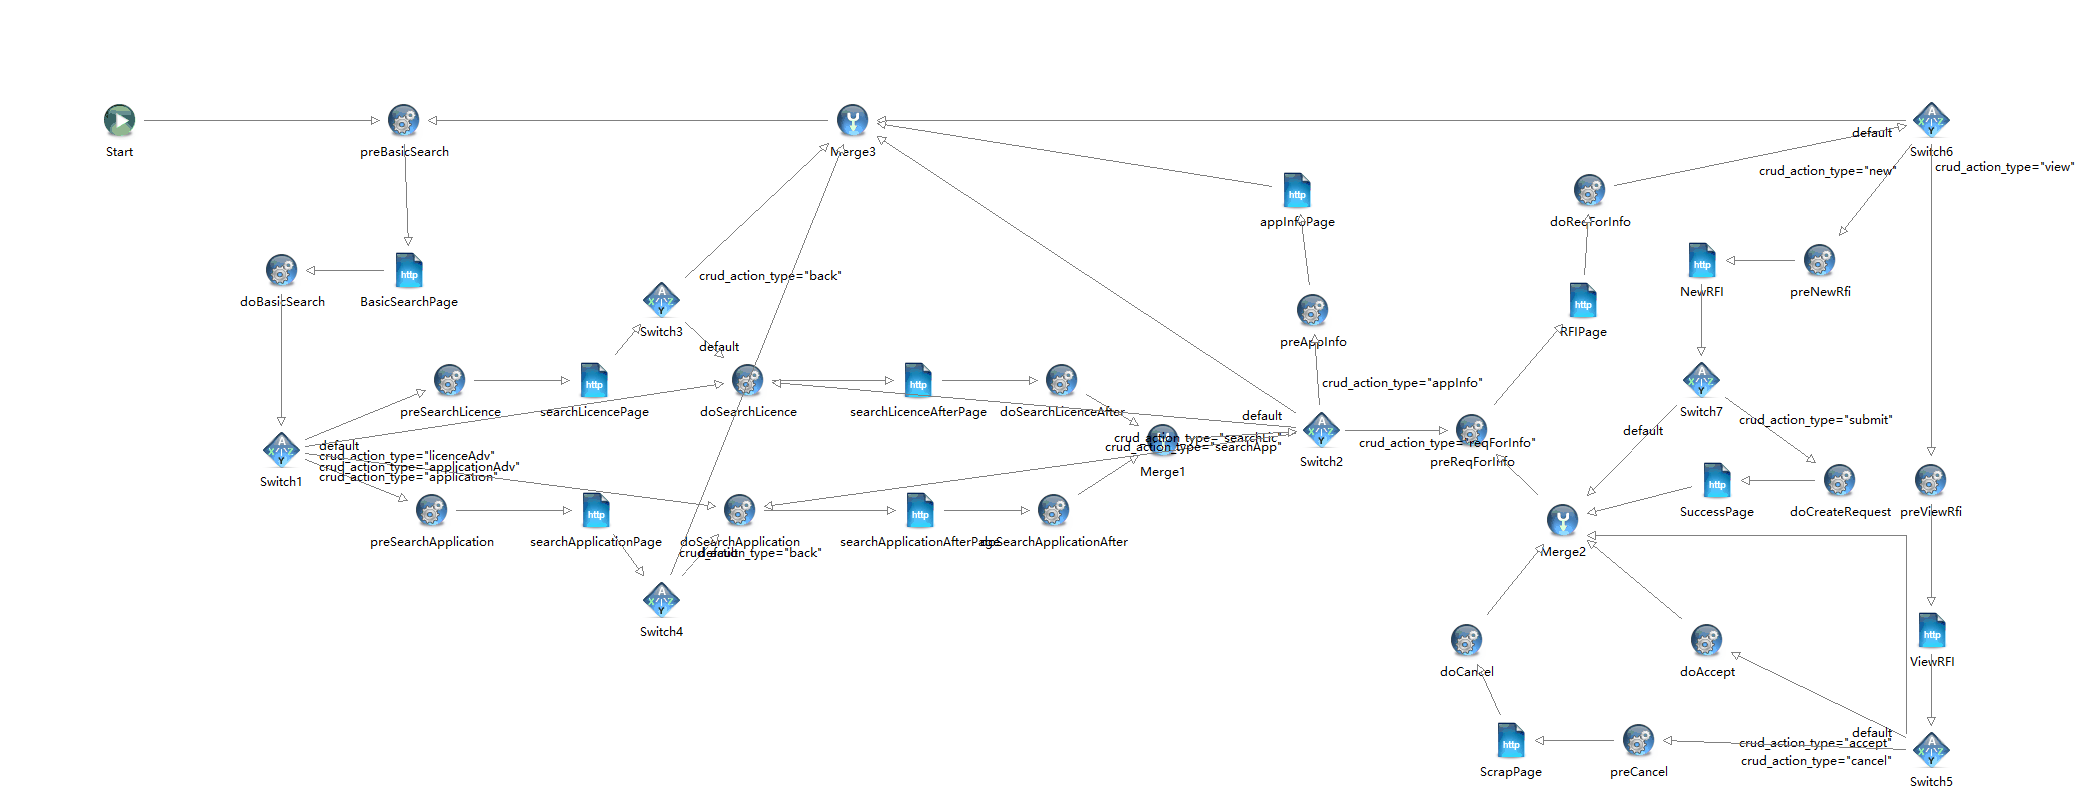 Start
preBasicSearch
Merge3
default
Switch6
crud_action_type="new"
crud_action_type="view"
appInfoPage
doReqForInfo
crud_action_type="back"
doBasicSearch
BasicSearchPage
NewRFI
preNewRfi
Switch3
default
preAppInfo
RFIPage
crud_action_type="appInfo"
preSearchLicence
searchLicencePage
doSearchLicence
searchLicenceAfterPage
doSearchLicenceAfter
default
Switch7
crud_action_type="submit"
default
crud_action_type="searchLic"
crud_action_type="searchApp"
crud_action_type="reqForInfo"
default
crud_action_type="licenceAdv"
crud_action_type="applicationAdv"
crud_action_type="application"
Switch1
Merge1
Switch2
preReqForInfo
SuccessPage
doCreateRequest
preViewRfi
preSearchApplication
searchApplicationPage
doSearchApplication
searchApplicationAfterPage
doSearchApplicationAfter
default
crud_action_type="back"
Merge2
Switch4
doCancel
doAccept
ViewRFI
default
crud_action_type="accept"
crud_action_type="cancel"
ScrapPage
preCancel
Switch5
http
http
http
http
http
http
http
http
http
http
http
http